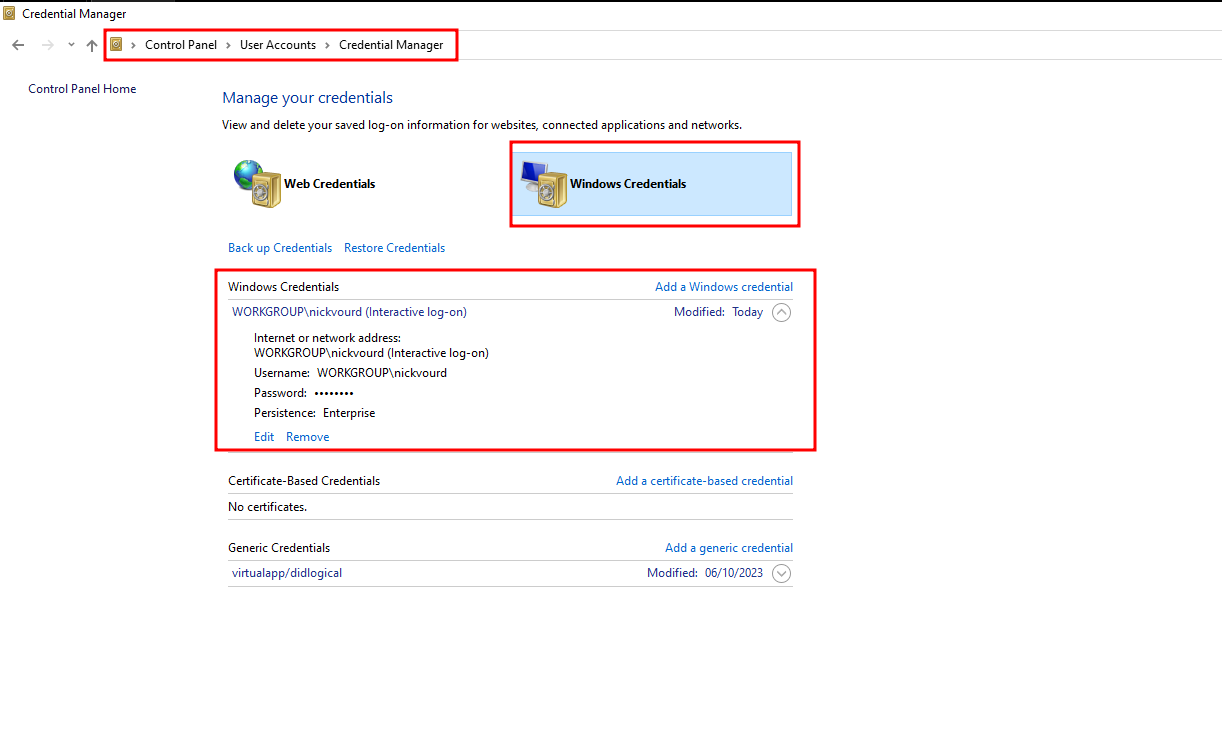 Credential Manager
Control Panel > User Accounts > Credential Manager
Control Panel Home
Manage your credentials
View and delete your saved log-on information for websites, connected applications and networks.
Web Credentials
Windows Credentials
Back up Credentials Restore Credentials
Windows Credentials Add a Windows credential
WORKGROUP\nickvourd (Interactive log-on) Modified: Today
Internet or network address:
WORKGROUP\nickvourd (Interactive log-on)
Username: WORKGROUP\nickvourd
Password: ••••••••
Persistence: Enterprise
Edit Remove
Certificate-Based Credentials Add a certificate-based credential
No certificates.
Generic Credentials Add a generic credential
virtualapp/didlogical Modified: 06/10/2023